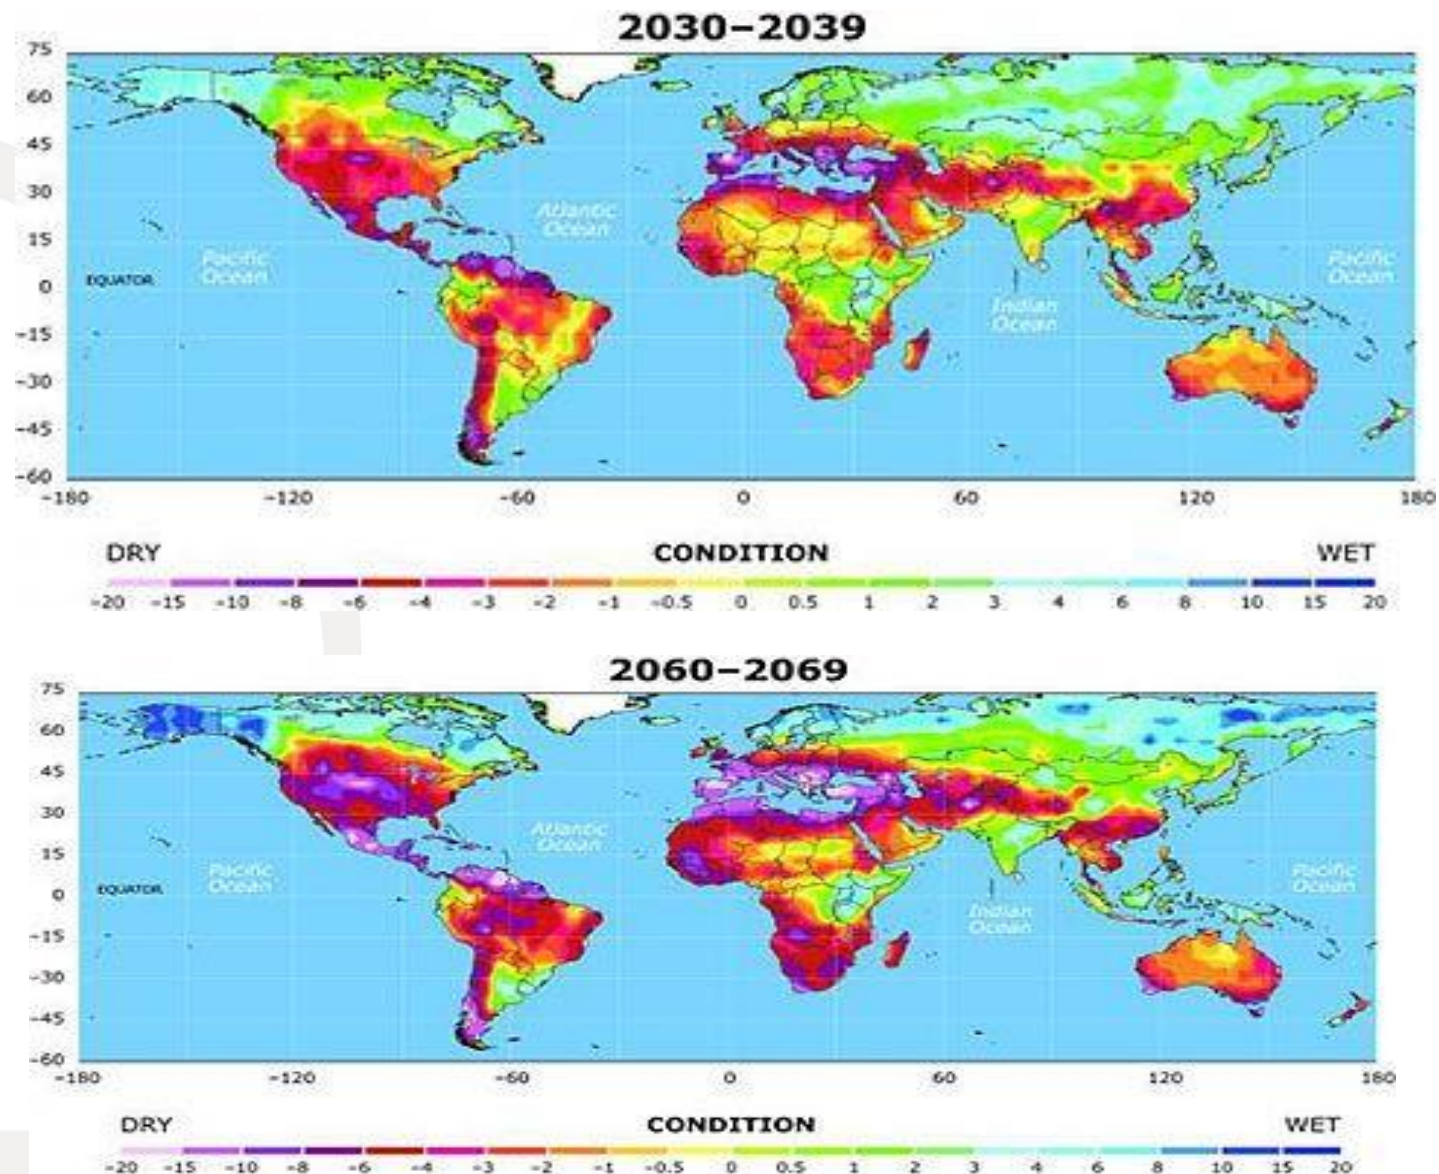 2030–2039
75
60
45
30
15
0
-15
-30
-45
-60
EQUATOR
Pacific
Ocean
Atlantic
Ocean
Indian
Ocean
Pacific
Ocean
-180 -120 -60 0 60 120 180
DRY CONDITION WET
-20 -15 -10 -8 -6 -4 -3 -2 -1 -0.5 0 0.5 1 2 3 4 6 8 10 15 20
2060–2069
75
60
45
30
15
0
-15
-30
-45
-60
EQUATOR
Pacific
Ocean
Atlantic
Ocean
Indian
Ocean
Pacific
Ocean
-180 -120 -60 0 60 120 180
DRY CONDITION WET
-20 -15 -10 -8 -6 -4 -3 -2 -1 -0.5 0 0.5 1 2 3 4 6 8 10 15 20